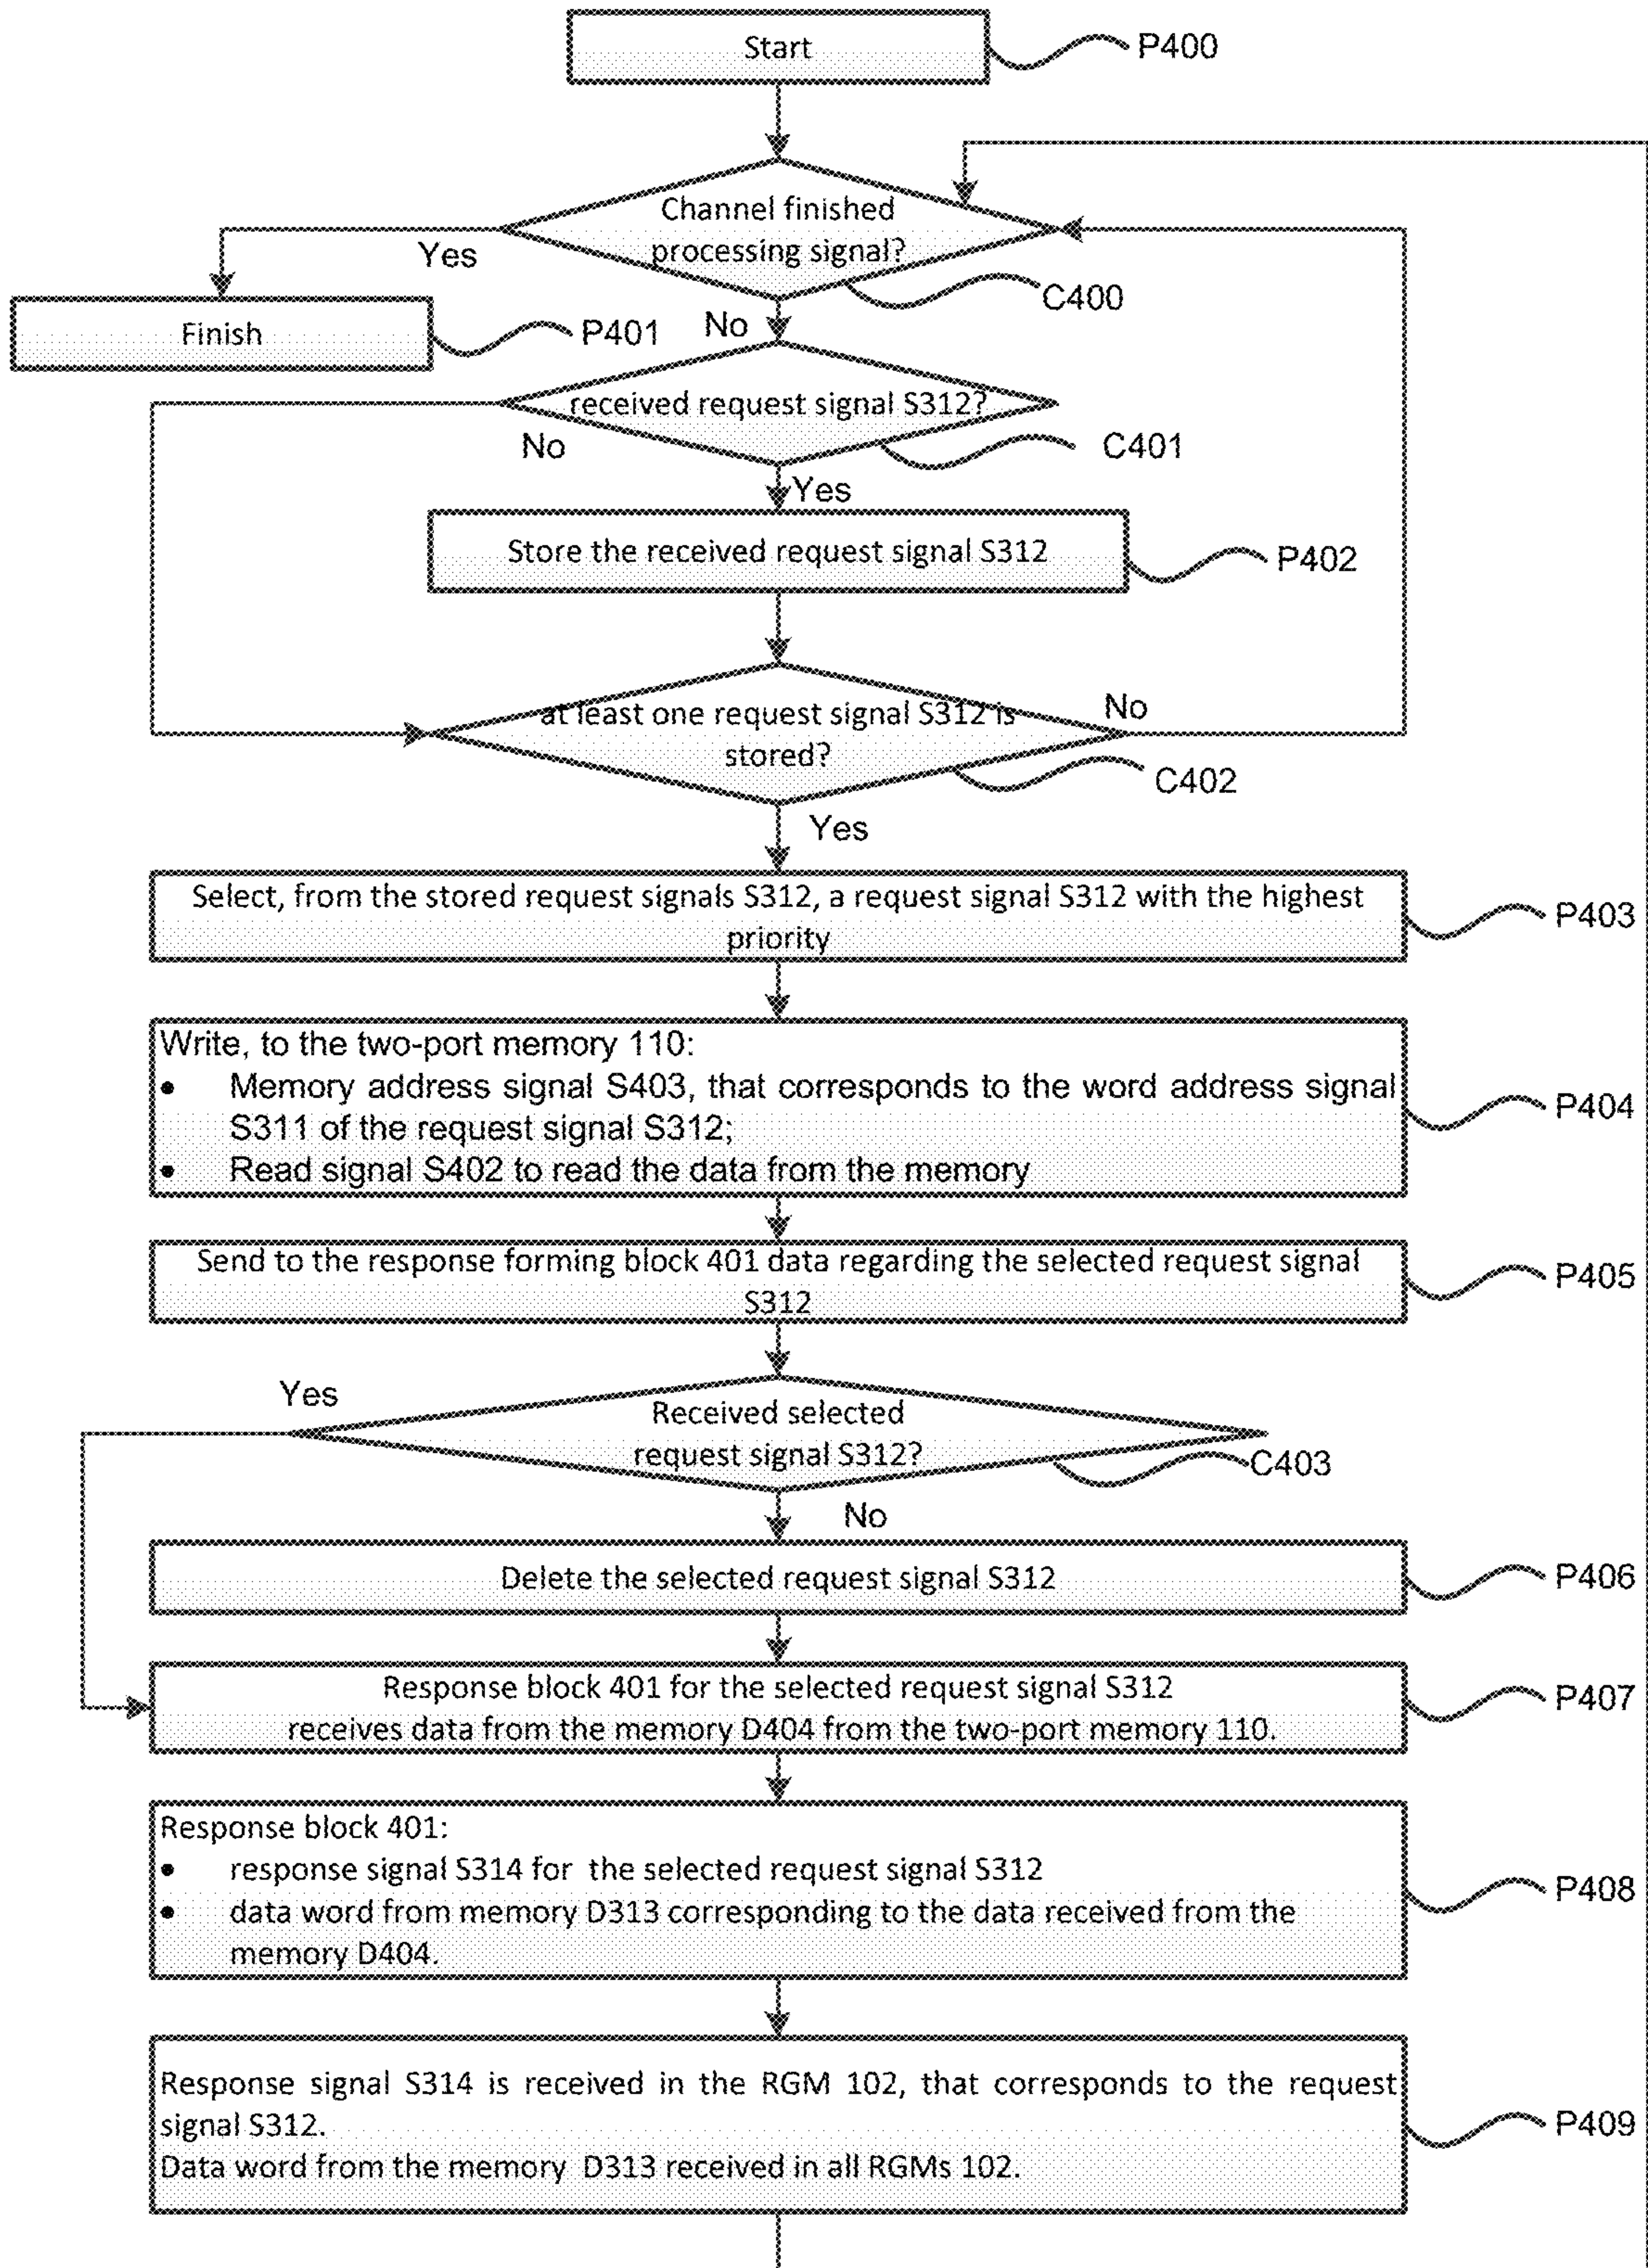 Start
P400
Channel finished
processing signal?
Yes
C400
Finish
P401
No
received request signal S312?
No
C401
Yes
Store the received request signal S312
P402
at least one request signal S312 is
stored?
No
C402
Yes
Select, from the stored request signals S312, a request signal S312 with the highest
priority
P403
Write, to the two-port memory 110:
• Memory address signal S403, that corresponds to the word address signal
S311 of the request signal S312;
• Read signal S402 to read the data from the memory
P404
Send to the response forming block 401 data regarding the selected request signal
S312
P405
Yes
Received selected
request signal S312?
C403
No
Delete the selected request signal S312
P406
Response block 401 for the selected request signal S312
receives data from the memory D404 from the two-port memory 110.
P407
Response block 401:
• response signal S314 for the selected request signal S312
• data word from memory D313 corresponding to the data received from the
memory D404.
P408
Response signal S314 is received in the RGM 102, that corresponds to the request
signal S312.
Data word from the memory D313 received in all RGMs 102.
P409